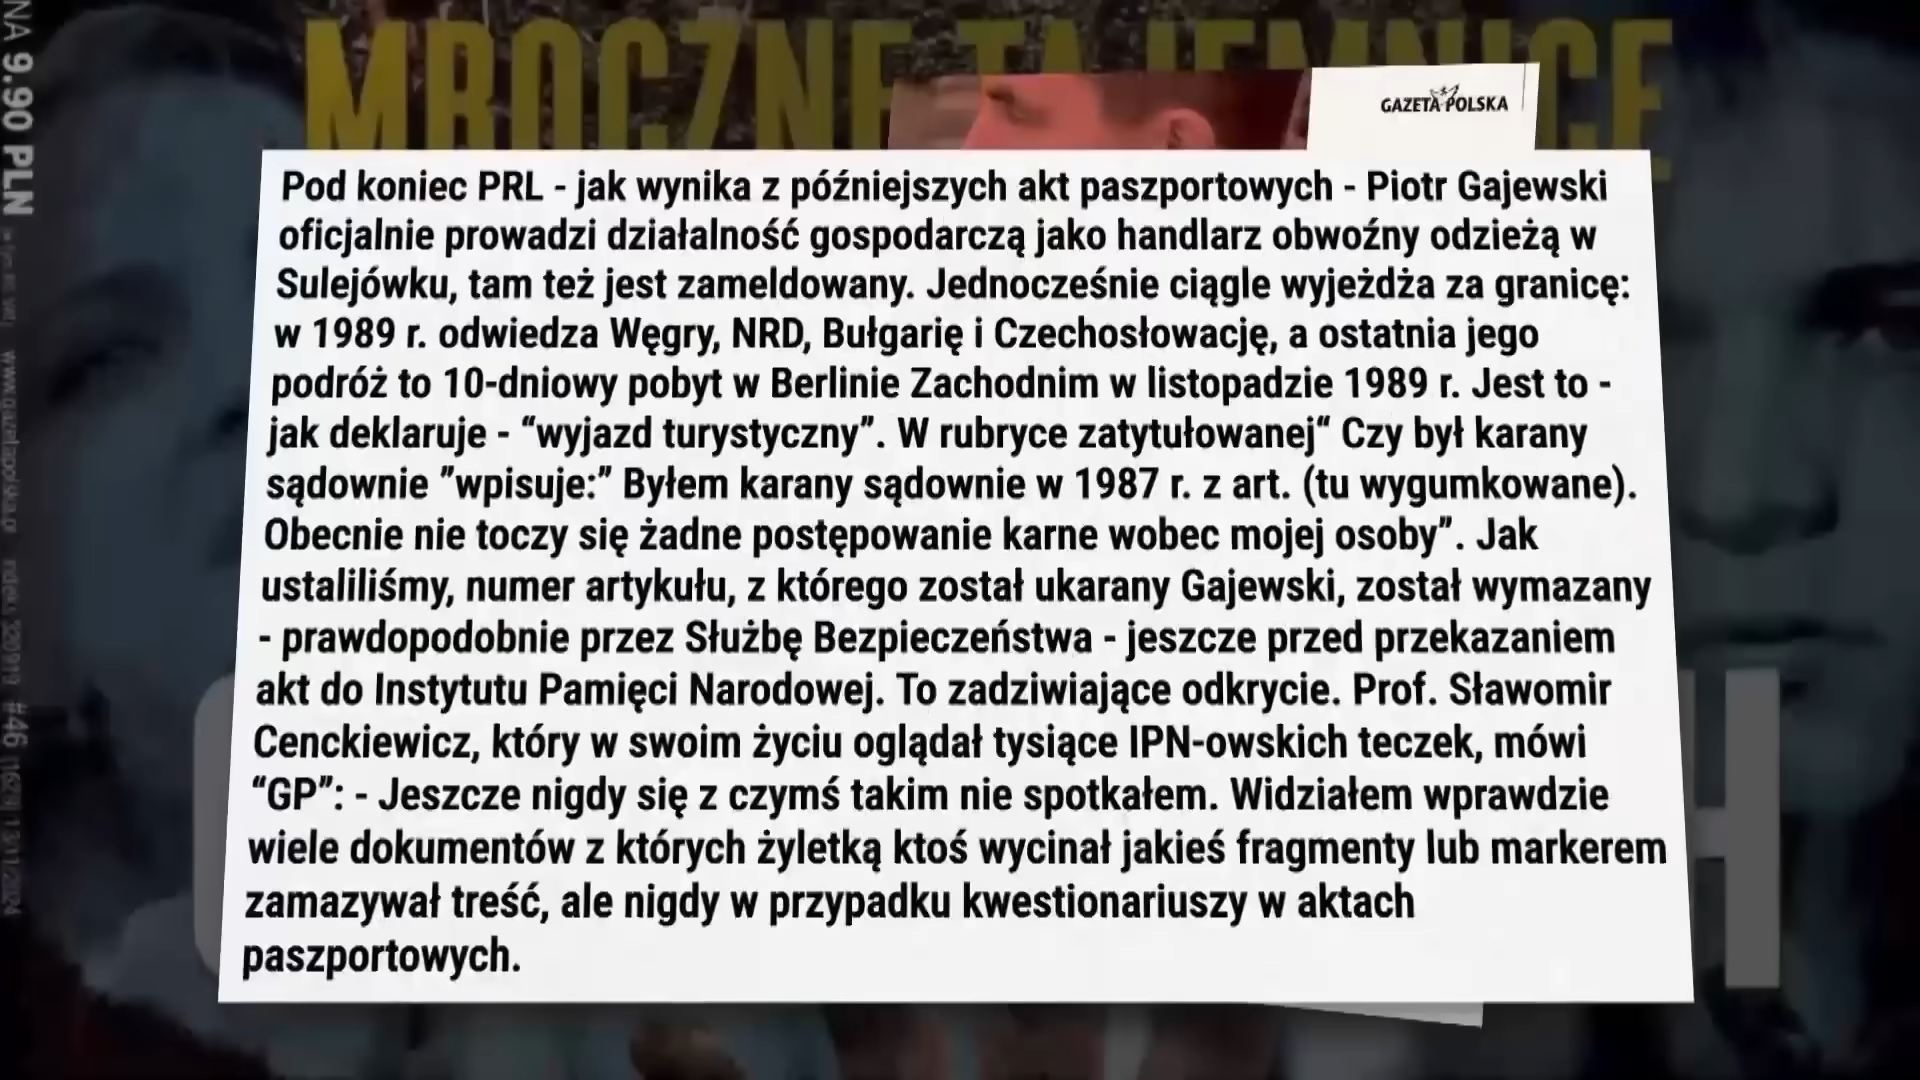 MROCZNE TAJEMNICE
GAZETA POLSKA
NA 9.90 PLN
www.gazetapolska.pl
Pod koniec PRL - jak wynika z późniejszych akt paszportowych - Piotr Gajewski
oficjalnie prowadzi działalność gospodarczą jako handlarz obwoźny odzieżą w
Sulejówku, tam też jest zameldowany. Jednocześnie ciągle wyjeżdża za granicę:
w 1989 r. odwiedza Węgry, NRD, Bułgarię i Czechosłowację, a ostatnia jego
podróż to 10-dniowy pobyt w Berlinie Zachodnim w listopadzie 1989 r. Jest to -
jak deklaruje - “wyjazd turystyczny”. W rubryce zatytułowanej“ Czy był karany
sądownie ”wpisuje:” Byłem karany sądownie w 1987 r. z art. (tu wygumkowane).
Obecnie nie toczy się żadne postępowanie karne wobec mojej osoby”. Jak
ustaliliśmy, numer artykułu, z którego został ukarany Gajewski, został wymazany
- prawdopodobnie przez Służbę Bezpieczeństwa - jeszcze przed przekazaniem
akt do Instytutu Pamięci Narodowej. To zadziwiające odkrycie. Prof. Sławomir
Cenckiewicz, który w swoim życiu oglądał tysiące IPN-owskich teczek, mówi
“GP”: - Jeszcze nigdy się z czymś takim nie spotkałem. Widziałem wprawdzie
wiele dokumentów z których żyletką ktoś wycinał jakieś fragmenty lub markerem
zamazywał treść, ale nigdy w przypadku kwestionariuszy w aktach
paszportowych.